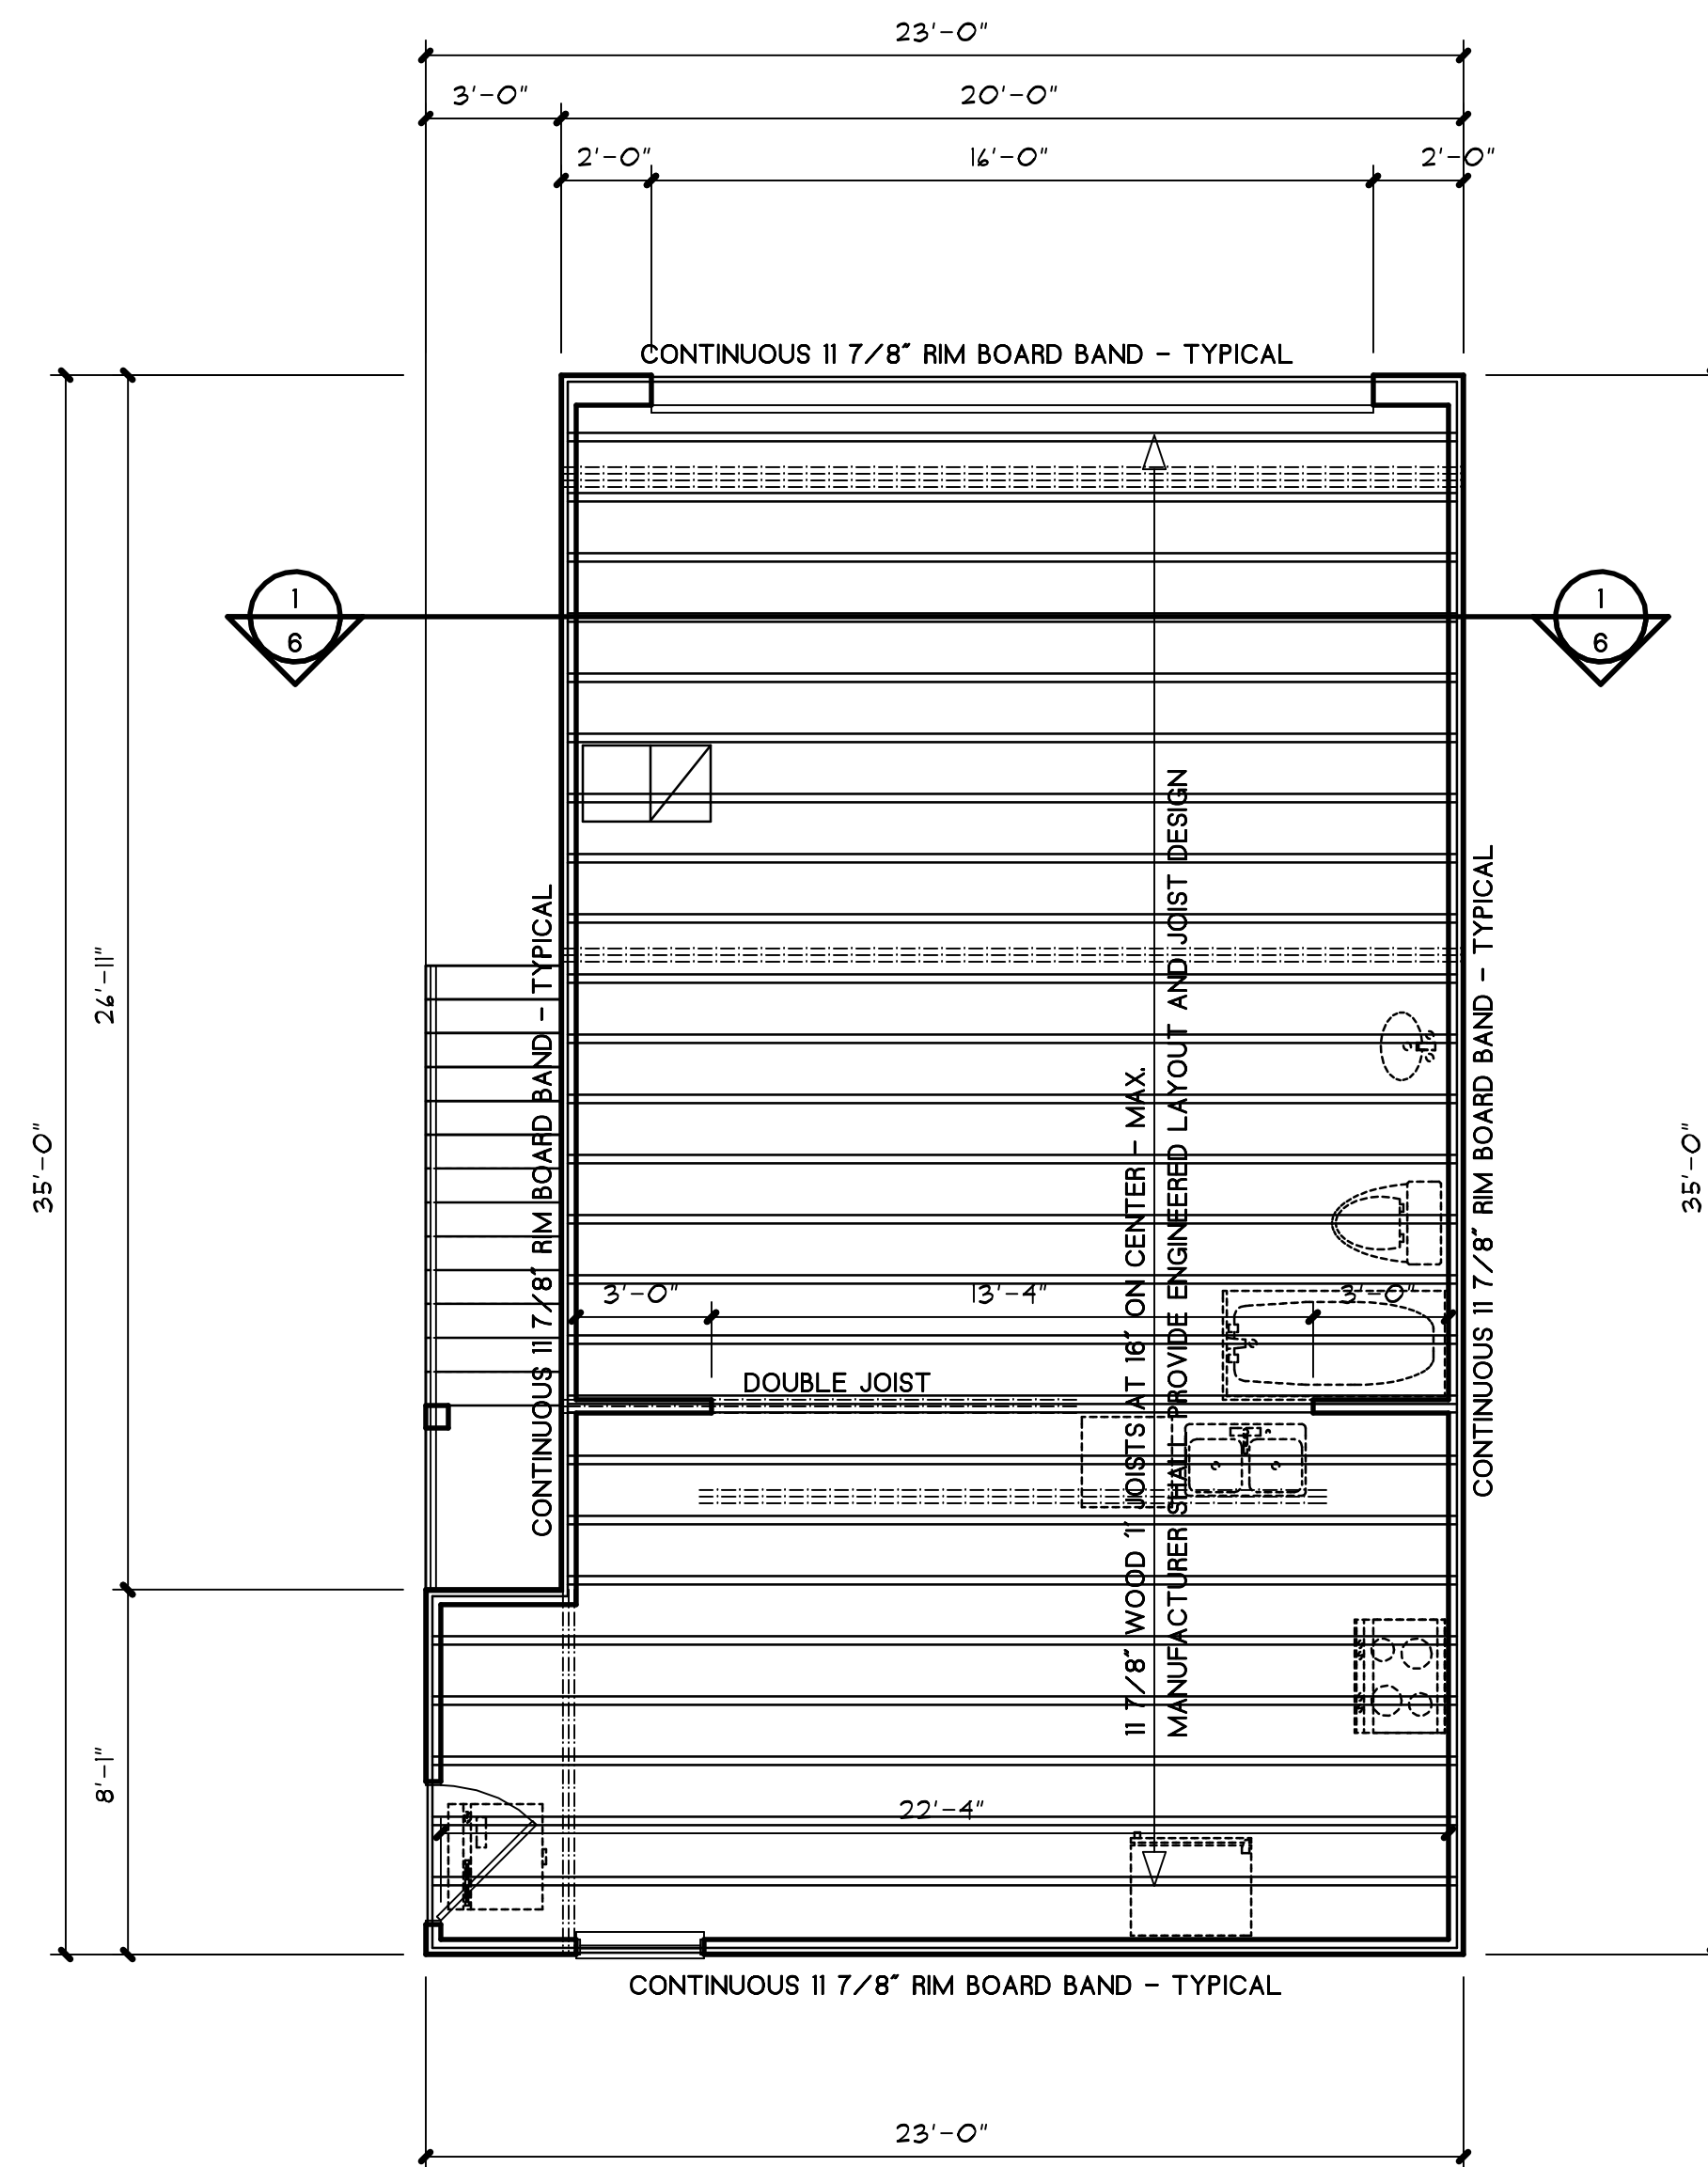 23'-0"
3'-0"
20'-0"
2'-0"
16'-0"
2'-0"
CONTINUOUS 11 7/8" RIM BOARD BAND - TYPICAL
1
6
1
6
26'-11"
35'-0"
8'-1"
CONTINUOUS 11 7/8" RIM BOARD BAND - TYPICAL
11 7/8" WOOD 'I' JOISTS AT 16" ON CENTER - MAX.
MANUFACTURER SHALL PROVIDE ENGINEERED LAYOUT AND JOIST DESIGN
CONTINUOUS 11 7/8" RIM BOARD BAND - TYPICAL
35'-0"
3'-0"
13'-4"
3'-0"
DOUBLE JOIST
22'-4"
CONTINUOUS 11 7/8" RIM BOARD BAND - TYPICAL
23'-0"